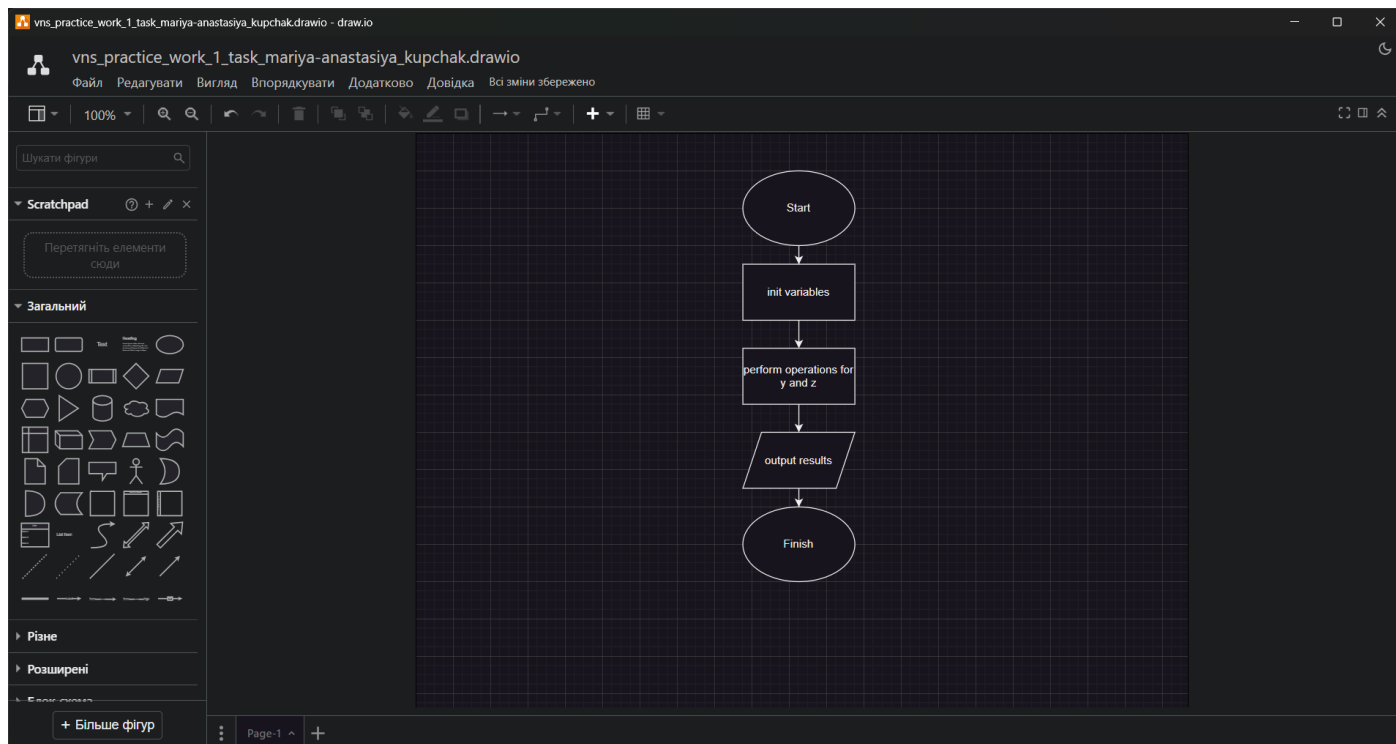 vns_practice_work_1_task_mariya-anastasiya_kupchak.drawio - draw.io
vns_practice_work_1_task_mariya-anastasiya_kupchak.drawio
Файл Редагувати Вигляд Впорядкувати Додатково Довідка Всі зміни збережено
100%
Шукати фігури
Scratchpad
Перетягніть елементи
сюди
Загальний
Text
Heading
List Item
Різне
Розширені
Блок схема
+ Більше фігур
Start
init variables
perform operations for
y and z
output results
Finish
Page-1